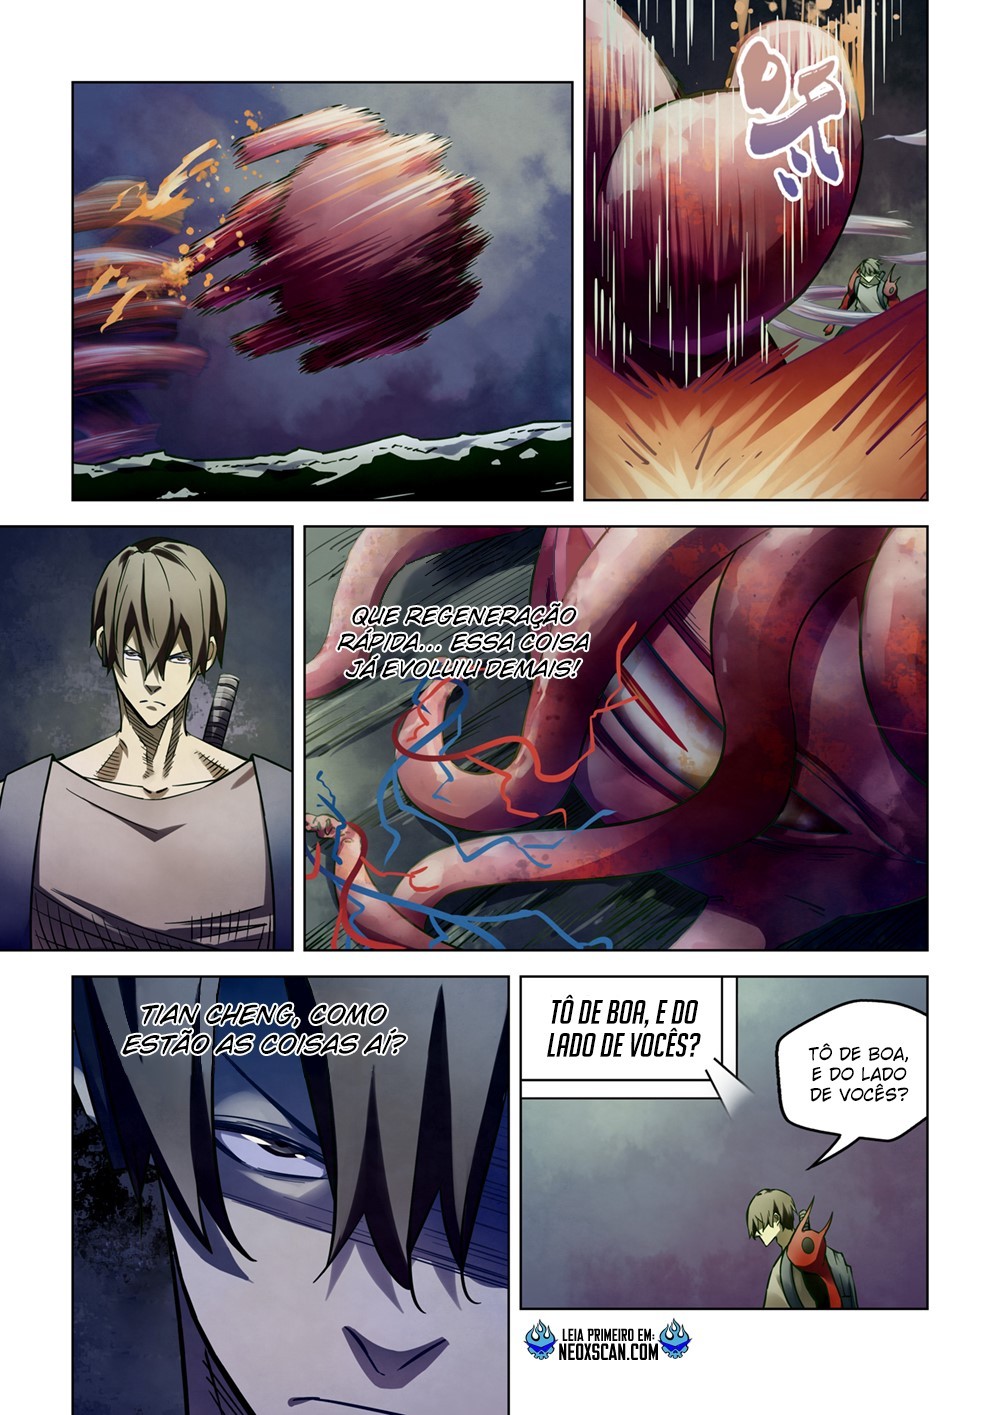 QUE REGENERAÇÃO
RÁPIDA... ESSA COISA
JÁ EVOLUIU DEMAIS!
TIAN CHENG, COMO
ESTÃO AS COISAS AÍ?
TÔ DE BOA, E DO
LADO DE VOCÊS?
TÔ DE BOA,
E DO LADO
DE VOCÊS?
LEIA PRIMEIRO EM:
NEOXSCAN.COM